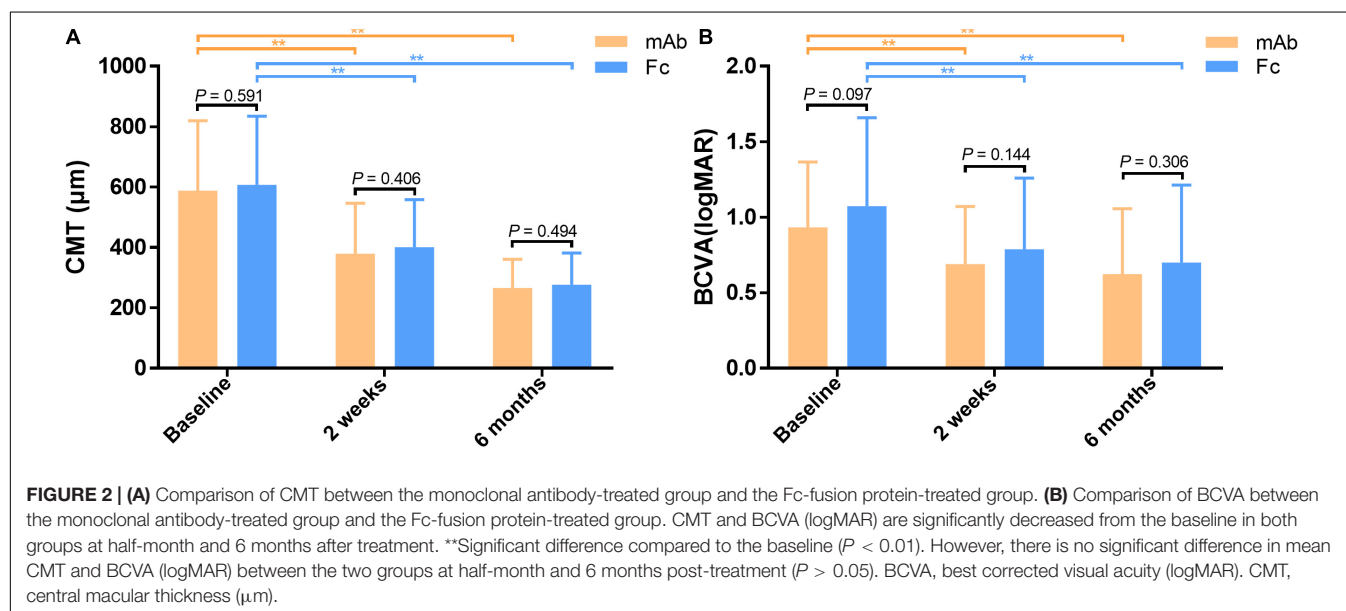 A
** mAb
** Fc
**
**
1000
P = 0.591
800
600
P = 0.406
400
P = 0.494
200
0
CMT (μm)
Baseline
2 weeks
6 months
B
** mAb
** Fc
**
**
2.0
P = 0.097
1.5
P = 0.144
P = 0.306
1.0
0.5
0.0
BCVA(logMAR)
Baseline
2 weeks
6 months
FIGURE 2 | (A) Comparison of CMT between the monoclonal antibody-treated group and the Fc-fusion protein-treated group. (B) Comparison of BCVA between
the monoclonal antibody-treated group and the Fc-fusion protein-treated group. CMT and BCVA (logMAR) are significantly decreased from the baseline in both
groups at half-month and 6 months after treatment. **Significant difference compared to the baseline (P < 0.01). However, there is no significant difference in mean
CMT and BCVA (logMAR) between the two groups at half-month and 6 months post-treatment (P > 0.05). BCVA, best corrected visual acuity (logMAR). CMT,
central macular thickness (μm).